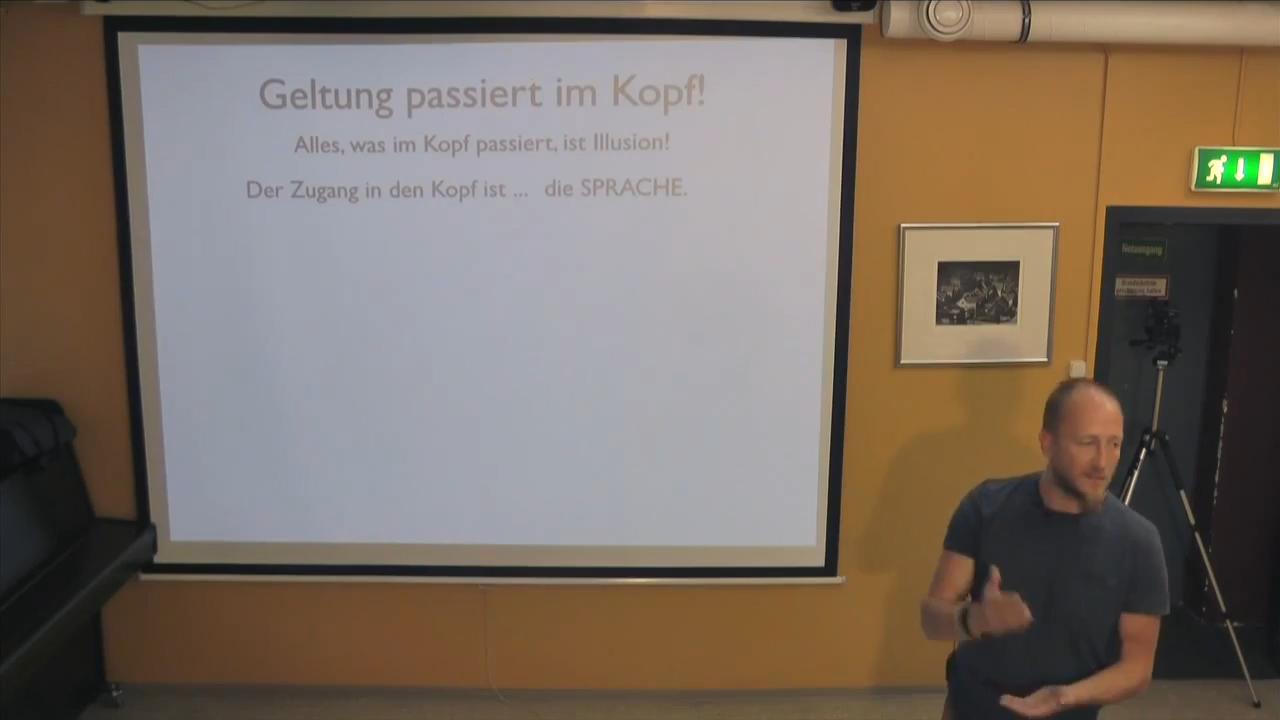 Geltung passiert im Kopf!
Alles, was im Kopf passiert, ist Illusion!
Der Zugang in den Kopf ist ... die SPRACHE.
Notausgang